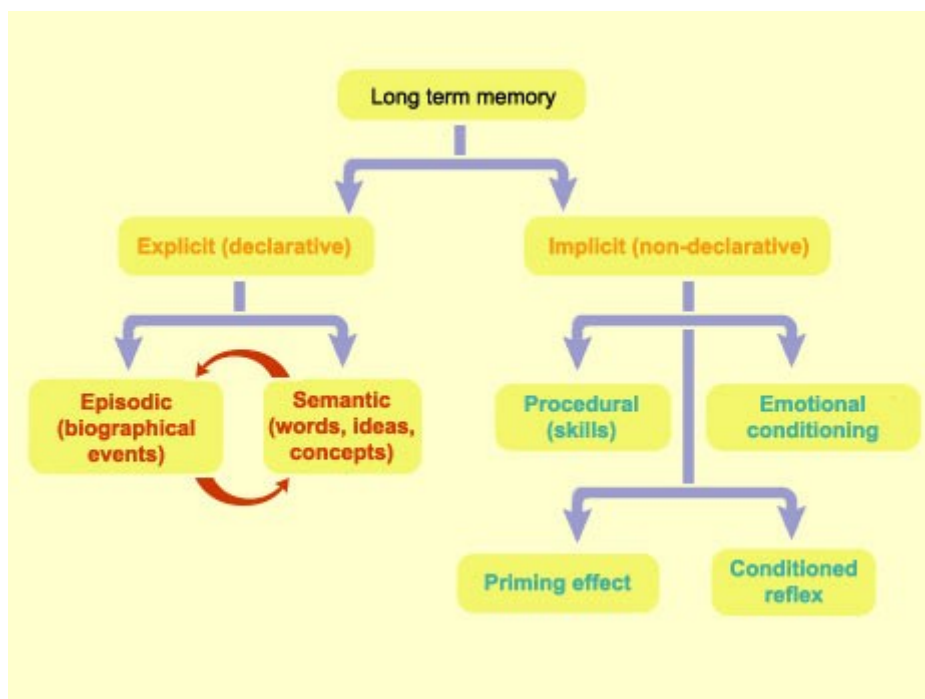 Long term memory
Explicit (declarative)
Implicit (non-declarative)
Episodic
(biographical
events)
Semantic
(words, ideas,
concepts)
Procedural
(skills)
Emotional
conditioning
Priming effect
Conditioned
reflex